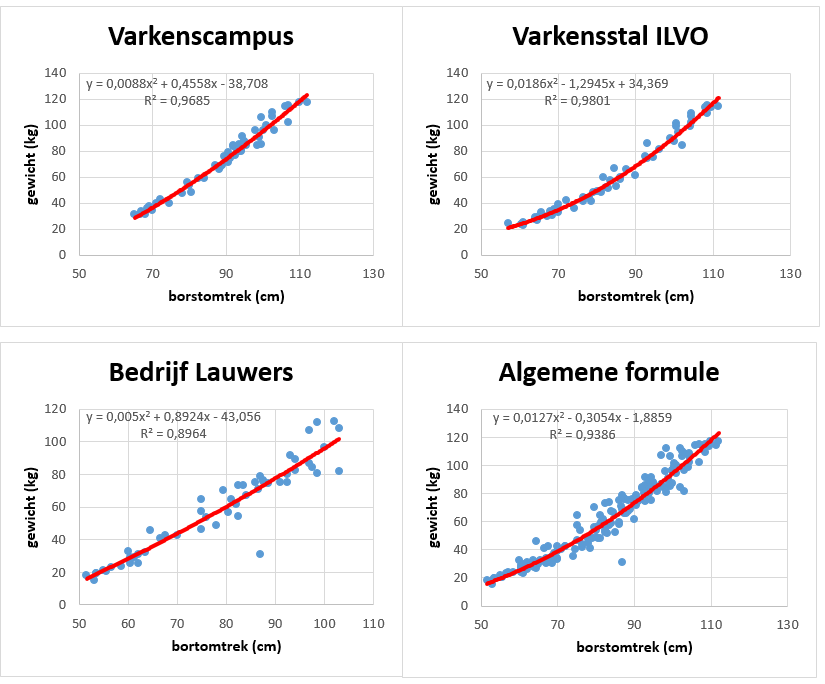 Varkenscampus
y = 0,0088x² + 0,4558x - 38,708
R² = 0,9685
gewicht (kg)
140
120
100
80
60
40
20
0
50 70 90 110 130
borstomtrek (cm)
Varkensstal ILVO
y = 0,0186x² - 1,2945x + 34,369
R² = 0,9801
gewicht (kg)
140
120
100
80
60
40
20
0
50 70 90 110 130
borstomtrek (cm)
Bedrijf Lauwers
y = 0,005x² + 0,8924x - 43,056
R² = 0,8964
gewicht (kg)
120
100
80
60
40
20
0
50 60 70 80 90 100 110
bortomtrek (cm)
Algemene formule
y = 0,0127x² - 0,3054x - 1,8859
R² = 0,9386
gewicht (kg)
140
120
100
80
60
40
20
0
50 70 90 110 130
borstomtrek (cm)